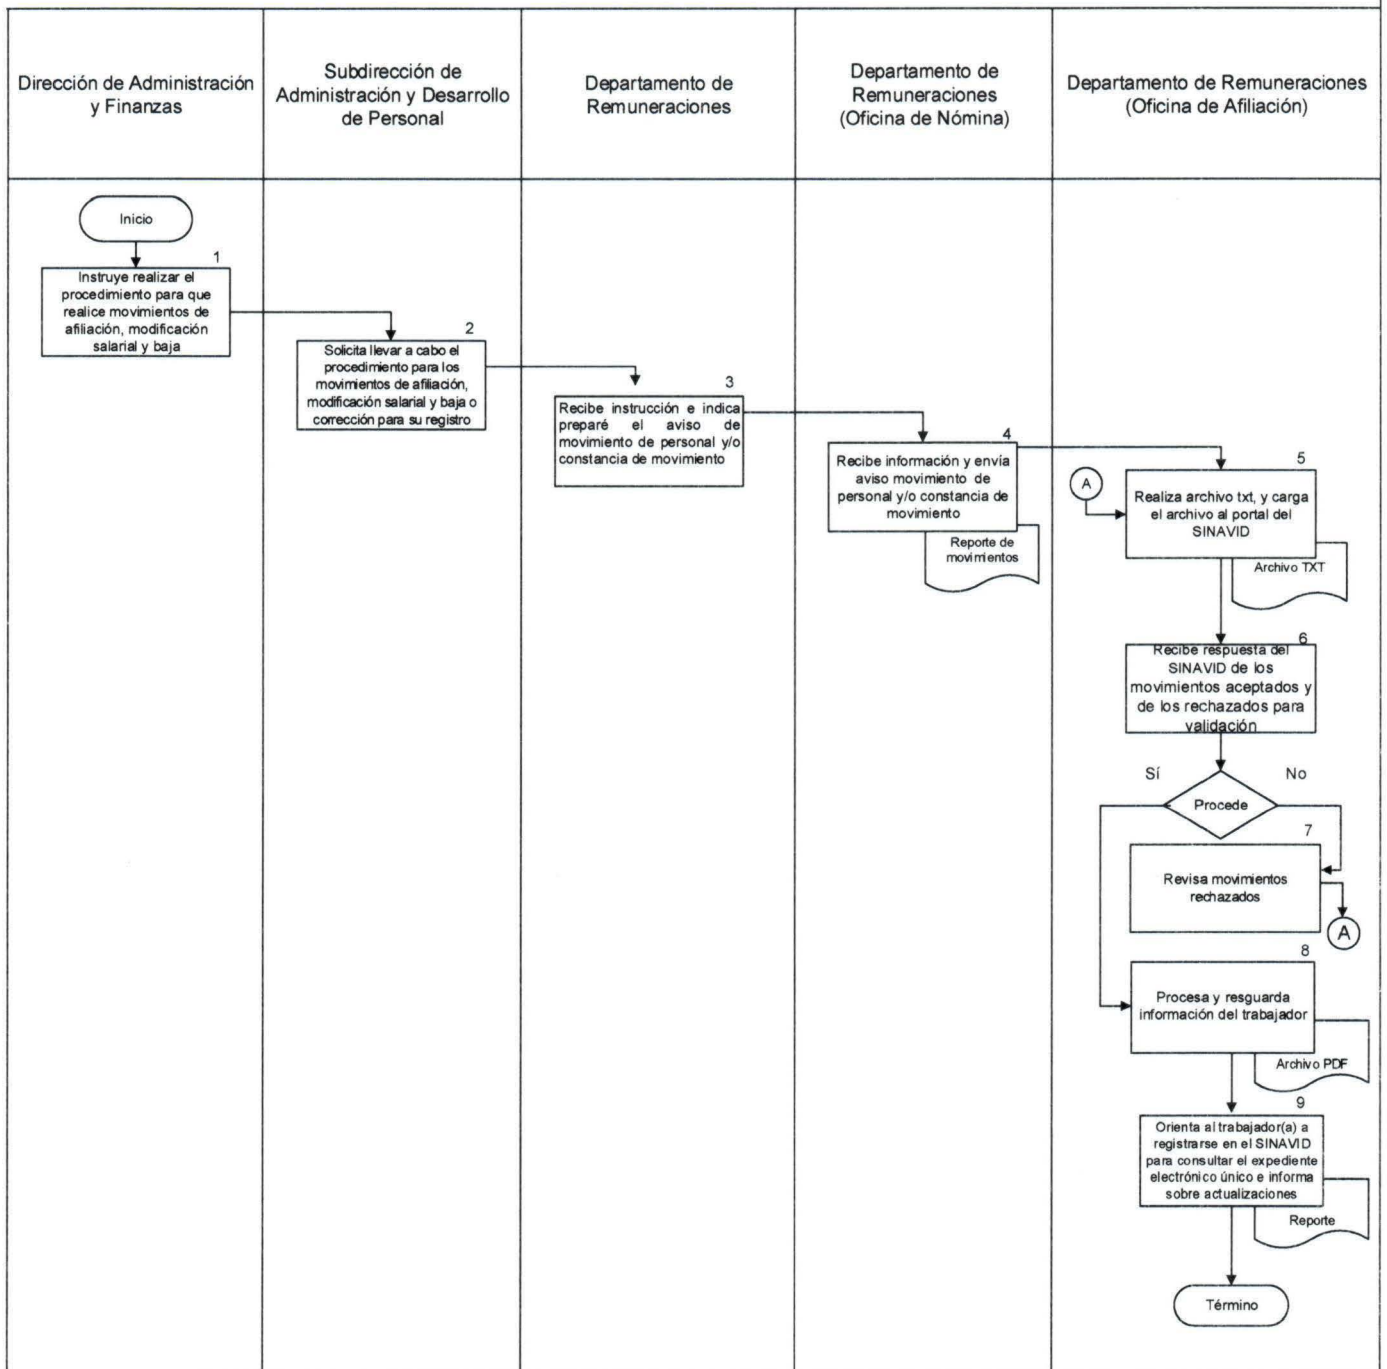 Dirección de Administración
y Finanzas
Subdirección de
Administración y Desarrollo
de Personal
Departamento de
Remuneraciones
Departamento de
Remuneraciones
(Oficina de Nómina)
Departamento de Remuneraciones
(Oficina de Afiliación)
Inicio
1
Instruye realizar el
procedimiento para que
realice movimientos de
afiliación, modificación
salarial y baja
2
Solicita llevar a cabo el
procedimiento para los
movimientos de afiliación,
modificación salarial y baja o
corrección para su registro
3
Recibe instrucción e indica
preparé el aviso de
movimiento de personal y/o
constancia de movimiento
4
Recibe información y envía
aviso movimiento de
personal y/o constancia de
movimiento
Reporte de
movimientos
5
A
Realiza archivo txt, y carga
el archivo al portal del
SINAVID
Archivo TXT
6
Recibe respuesta del
SINAVID de los
movimientos aceptados y
de los rechazados para
validación
Sí
No
Procede
7
Revisa movimientos
rechazados
A
8
Procesa y resguarda
información del trabajador
Archivo PDF
9
Orienta al trabajador(a) a
registrarse en el SINAVID
para consultar el expediente
electrónico único e informa
sobre actualizaciones
Reporte
Término